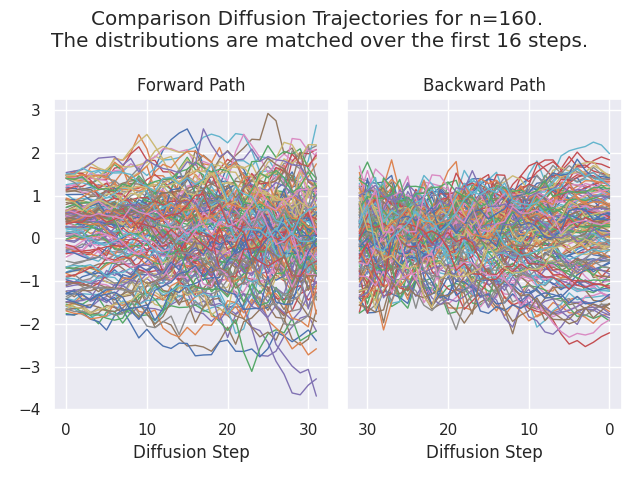 Comparison Diffusion Trajectories for n=160.
The distributions are matched over the first 16 steps.
Forward Path
Backward Path
3
2
1
0
−1
−2
−3
−4
0 10 20 30
30 20 10 0
Diffusion Step
Diffusion Step